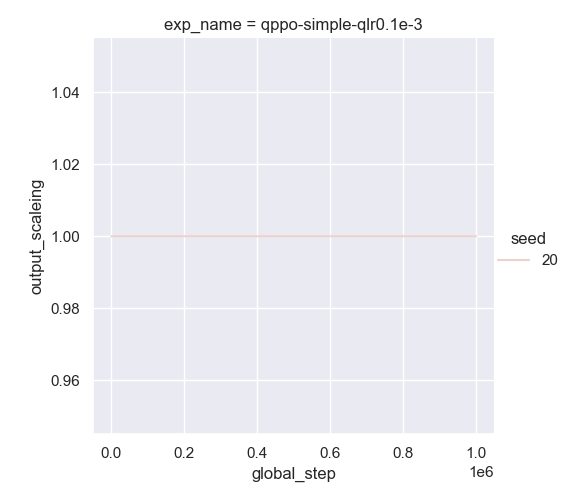 exp_name = qppo-simple-qlr0.1e-3
1.04
1.02
1.00
0.98
0.96
output_scaleing
0.0 0.2 0.4 0.6 0.8 1.0
1e6
global_step
seed
20